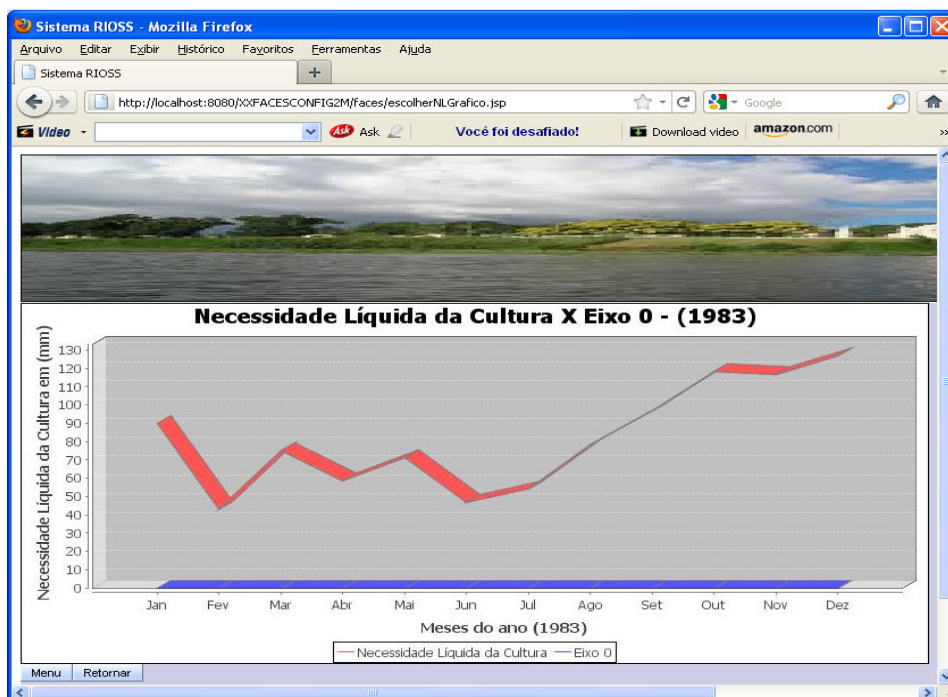 Sistema RIOSS - Mozilla Firefox
Arquivo Editar Exibir Histórico Favoritos Ferramentas Ajuda
Sistema RIOSS
http://localhost:8080/XXFACESCONFIG2M/faces/escolherNLGrafico.jsp
Google
Video
Ask Ask
Você foi desafiado!
Download video
amazon.com
Necessidade Líquida da Cultura X Eixo 0 - (1983)
Necessidade Líquida da Cultura em (mm)
130
120
110
100
90
80
70
60
50
40
30
20
10
0
Jan Fev Mar Abr Mai Jun Jul Ago Set Out Nov Dez
Meses do ano (1983)
Necessidade Líquida da Cultura Eixo 0
Menu Retornar